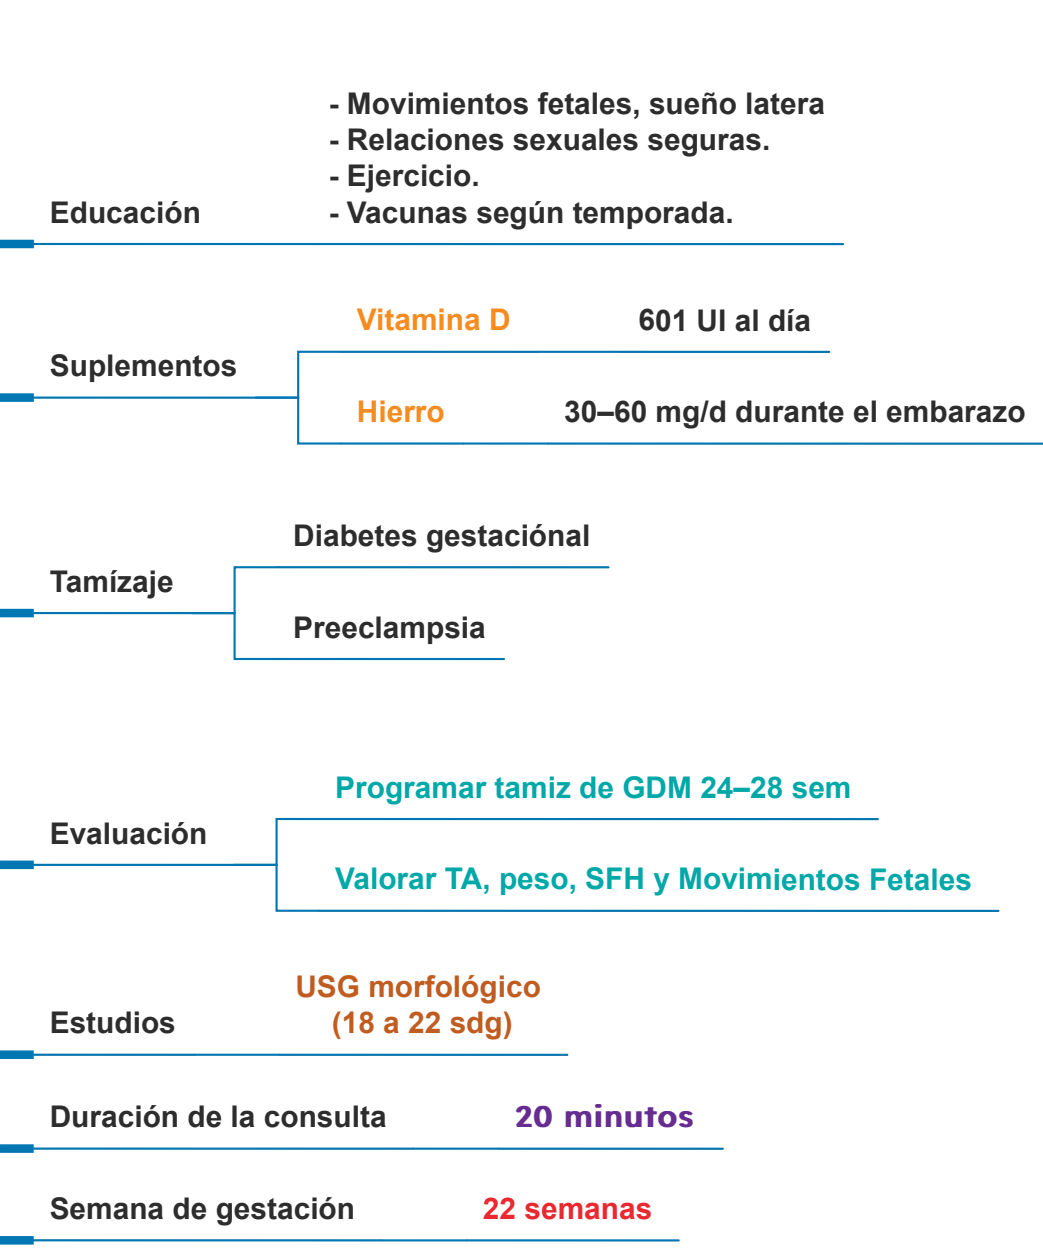 - Movimientos fetales, sueño latera
- Relaciones sexuales seguras.
- Ejercicio.
Educación - Vacunas según temporada.
Vitamina D 601 UI al día
Suplementos
Hierro 30–60 mg/d durante el embarazo
Diabetes gestaciónal
Tamízaje
Preeclampsia
Programar tamiz de GDM 24–28 sem
Evaluación
Valorar TA, peso, SFH y Movimientos Fetales
USG morfológico
Estudios (18 a 22 sdg)
Duración de la consulta 20 minutos
Semana de gestación 22 semanas